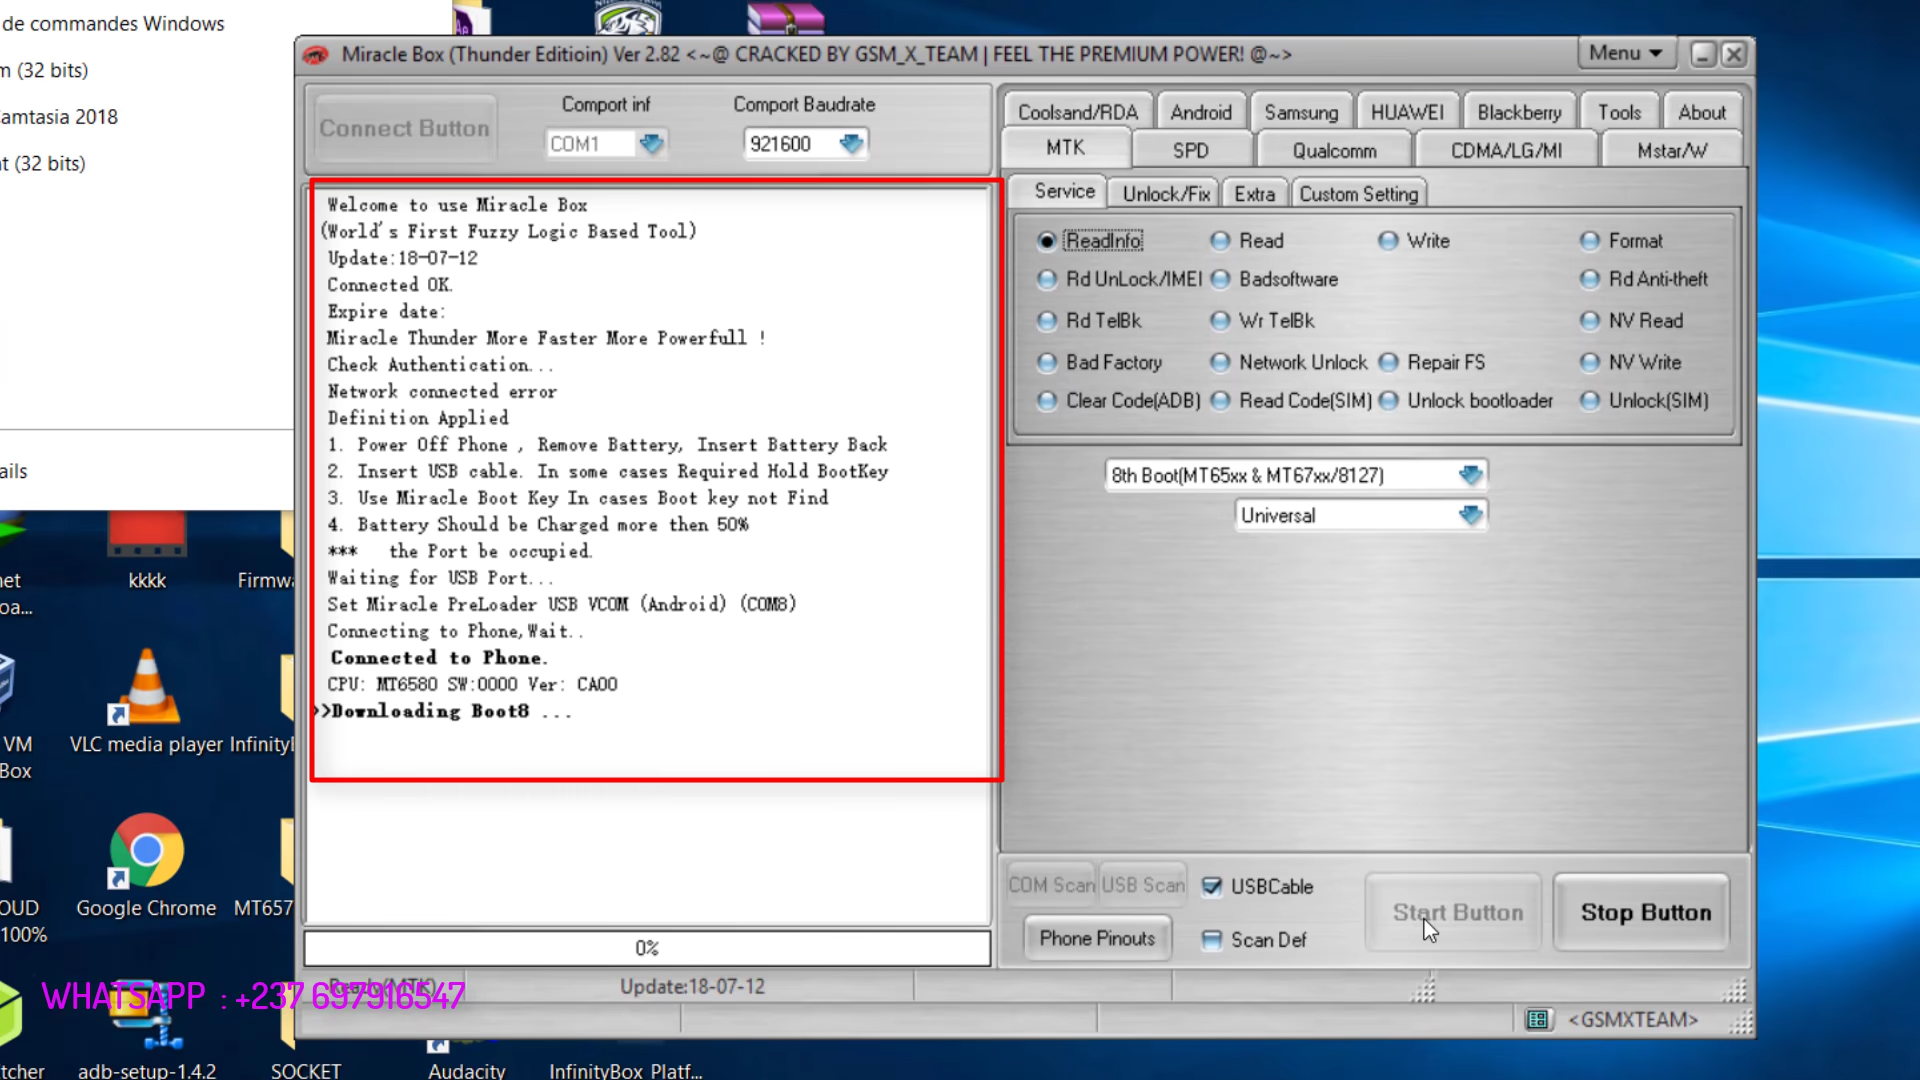 de commandes Windows
m (32 bits)
Camtasia 2018
at (32 bits)
ails
Miracle Box (Thunder Editioin) Ver 2.82 <~@ CRACKED BY GSM_X_TEAM | FEEL THE PREMIUM POWER! @~>
Menu
Connect Button
Comport inf
Comport Baudrate
COM1
921600
Coolsand/RDA
Android
Samsung
HUAWEI
Blackberry
Tools
About
MTK
SPD
Qualcomm
CDMA/LG/MI
Mstar/W
Service
Unlock/Fix
Extra
Custom Setting
ReadInfo
Read
Write
Format
Rd UnLock/IMEI
Badsoftware
Rd Anti-theft
Rd TelBk
Wr TelBk
NV Read
Bad Factory
Network Unlock
Repair FS
NV Write
Clear Code(ADB)
Read Code(SIM)
Unlock bootloader
Unlock(SIM)
8th Boot(MT65xx & MT67xx/8127)
Universal
Welcome to use Miracle Box
(World's First Fuzzy Logic Based Tool)
Update:18-07-12
Connected OK.
Expire date:
Miracle Thunder More Faster More Powerfull !
Check Authentication...
Network connected error
Definition Applied
1. Power Off Phone , Remove Battery, Insert Battery Back
2. Insert USB cable. In some cases Required Hold BootKey
3. Use Miracle Boot Key In cases Boot key not Find
4. Battery Should be Charged more then 50%
*** the Port be occupied.
Waiting for USB Port...
Set Miracle PreLoader USB VCOM (Android) (COM8)
Connecting to Phone,Wait..
Connected to Phone.
CPU: MT6580 SW:0000 Ver: CA00
>>Downloading Boot8 ...
0%
COM Scan
USB Scan
USBCable
Phone Pinouts
Scan Def
Start Button
Stop Button
Ready(MTK)
Update:18-07-12
<GSMXTEAM>
kkkk
Firmwa
VM
Box
VLC media player
InfinityI
Google Chrome
MT657
OUD
100%
WHATSAPP : +237 697916547
tcher
adb-setup-1.4.2
SOCKET
Audacity
InfinityBox Platf...